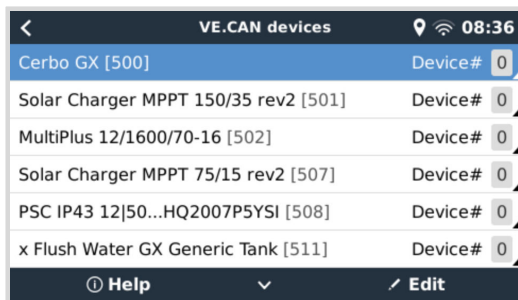 VE.CAN devices 08:36
Cerbo GX [500] Device# 0
Solar Charger MPPT 150/35 rev2 [501] Device# 0
MultiPlus 12/1600/70-16 [502] Device# 0
Solar Charger MPPT 75/15 rev2 [507] Device# 0
PSC IP43 12|50...HQ2007P5YSI [508] Device# 0
x Flush Water GX Generic Tank [511] Device# 0
Help Edit